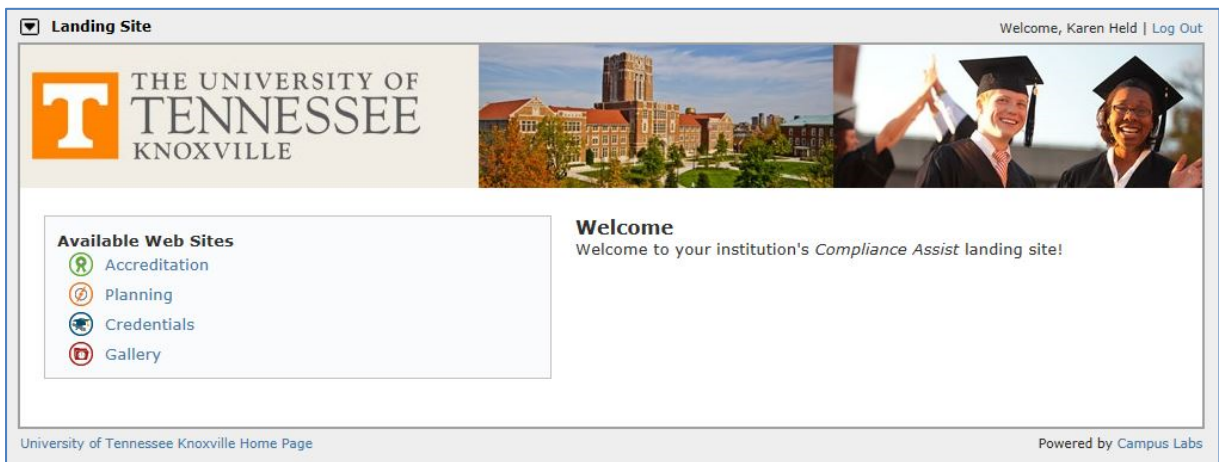 Landing Site
Welcome, Karen Held | Log Out
T
THE UNIVERSITY OF
TENNESSEE
KNOXVILLE
Available Web Sites
Accreditation
Planning
Credentials
Gallery
Welcome
Welcome to your institution's Compliance Assist landing site!
University of Tennessee Knoxville Home Page
Powered by Campus Labs